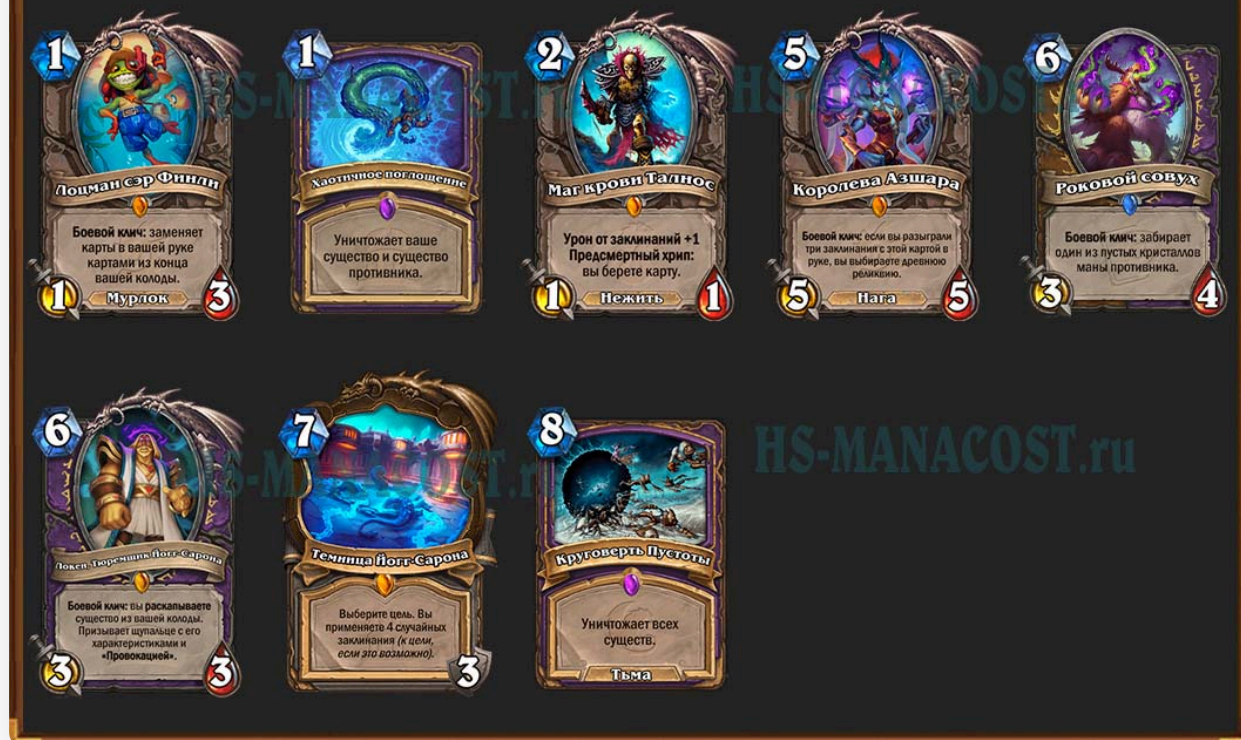 1
Лоцман сэр Финли
Боевой клич: заменяет
карты в вашей руке
картами из конца
вашей колоды.
1
Мурлок
3
1
Хаотичное поглощение
Уничтожает ваше
существо и существо
противника.
2
Маг крови Талнос
Урон от заклинаний +1
Предсмертный хрип:
вы берете карту.
1
Нежить
1
5
Королева Азшара
Боевой клич: если вы разыграли
три заклинания с этой картой в
руке, вы выбираете древнюю
реликвию.
5
Нага
5
6
Роковой совух
Боевой клич: забирает
один из пустых кристаллов
маны противника.
3
4
6
Локен, Тюремщик Йогг-Сарона
Боевой клич: вы раскапываете
существо из вашей колоды.
Призывает щупальце с его
характеристиками и
«Провокацией».
3
3
7
Темница Йогг-Сарона
Выберите цель. Вы
применяете 4 случайных
заклинания (к цели,
если это возможно).
3
8
Круговерть Пустоты
Уничтожает всех
существ.
Тьма
HS-MANACOST.ru